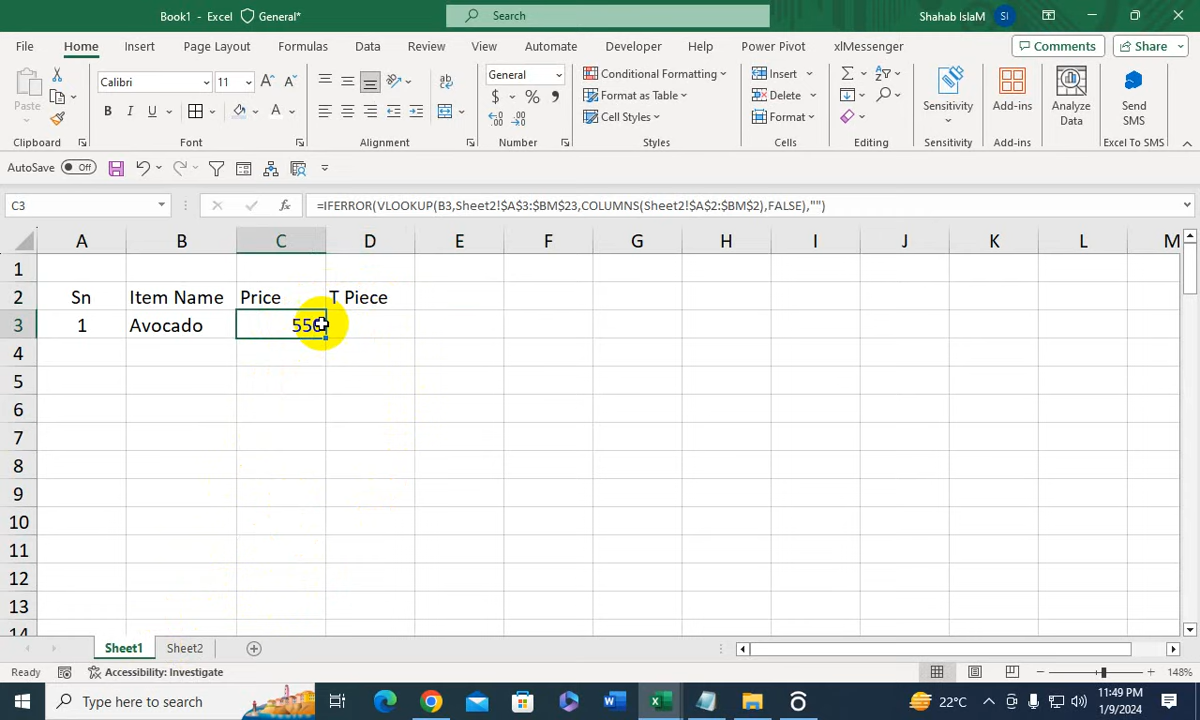 Book1 - Excel General*
Search
Shahab IslaM SI
File Home Insert Page Layout Formulas Data Review View Automate Developer Help Power Pivot xlMessenger Comments Share
Paste
Calibri 11
B I U A
ab
General
$ % 9
Conditional Formatting
Format as Table
Cell Styles
Insert
Delete
Format
Sensitivity
Add-ins
Analyze Data
Send SMS
Clipboard Font Alignment Number Styles Cells Editing Sensitivity Add-ins Excel To SMS
AutoSave Off
C3 fx =IFERROR(VLOOKUP(B3,Sheet2!$A$3:$BM$23,COLUMNS(Sheet2!$A$2:$BM$2),FALSE),"")
A B C D E F G H I J K L M
1
2 Sn Item Name Price T Piece
3 1 Avocado
4
5
6
7
8
9
10
11
12
13
14
Sheet1 Sheet2
Ready Accessibility: Investigate 148%
Type here to search 22°C 11:49 PM
1/9/2024